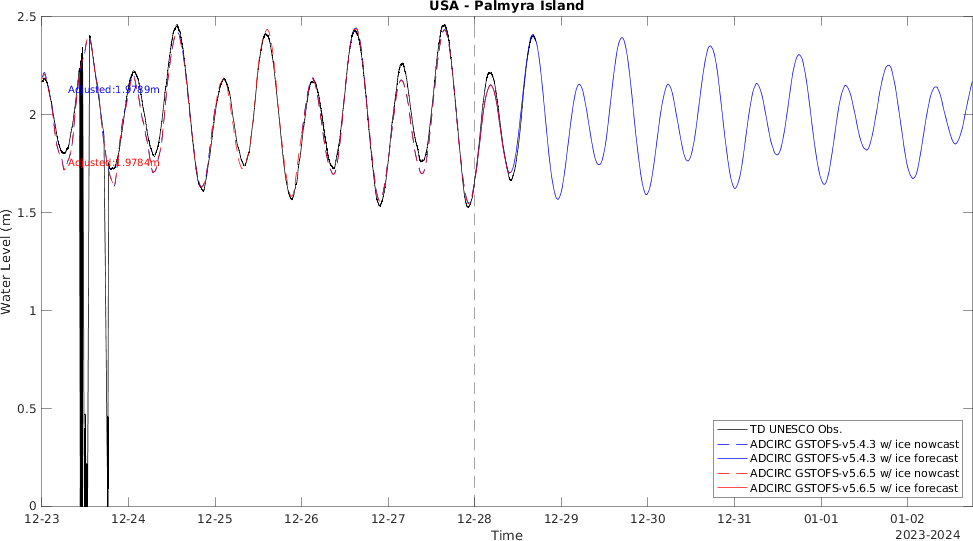 USA - Palmyra Island
2.5
2
1.5
1
0.5
0
Water Level (m)
Adjusted:1.9789m
Adjusted:1.9784m
TD UNESCO Obs.
ADCIRC GSTOFS-v5.4.3 w/ ice nowcast
ADCIRC GSTOFS-v5.4.3 w/ ice forecast
ADCIRC GSTOFS-v5.6.5 w/ ice nowcast
ADCIRC GSTOFS-v5.6.5 w/ ice forecast
12-23 12-24 12-25 12-26 12-27 12-28 12-29 12-30 12-31 01-01 01-02
Time
2023-2024